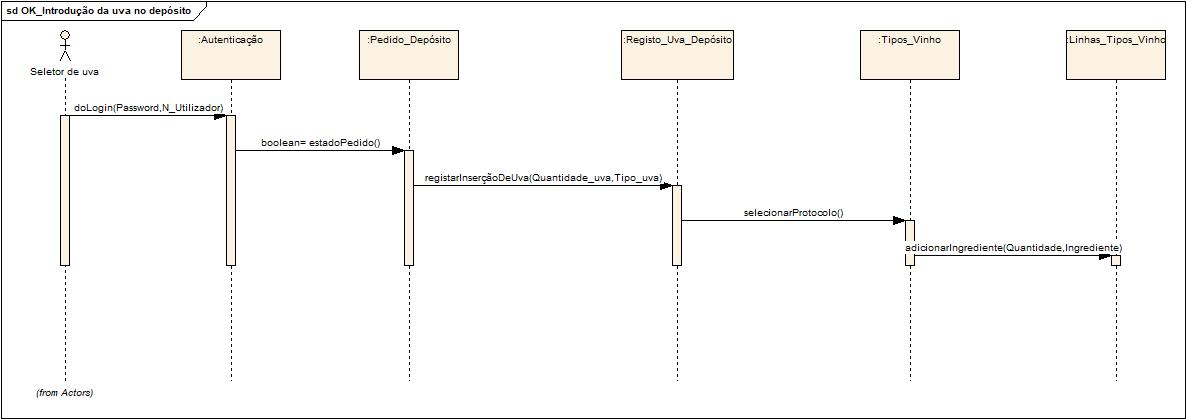 sd OK_Introdução da uva no depósito
Seletor de uva
:Autenticação
:Pedido_Depósito
:Registo_Uva_Depósito
:Tipos_Vinho
:Linhas_Tipos_Vinho
doLogin(Password,N_Utilizador)
boolean= estadoPedido()
registarInserçãoDeUva(Quantidade_uva,Tipo_uva)
selecionarProtocolo()
adicionarIngrediente(Quantidade,Ingrediente)
(from Actors)